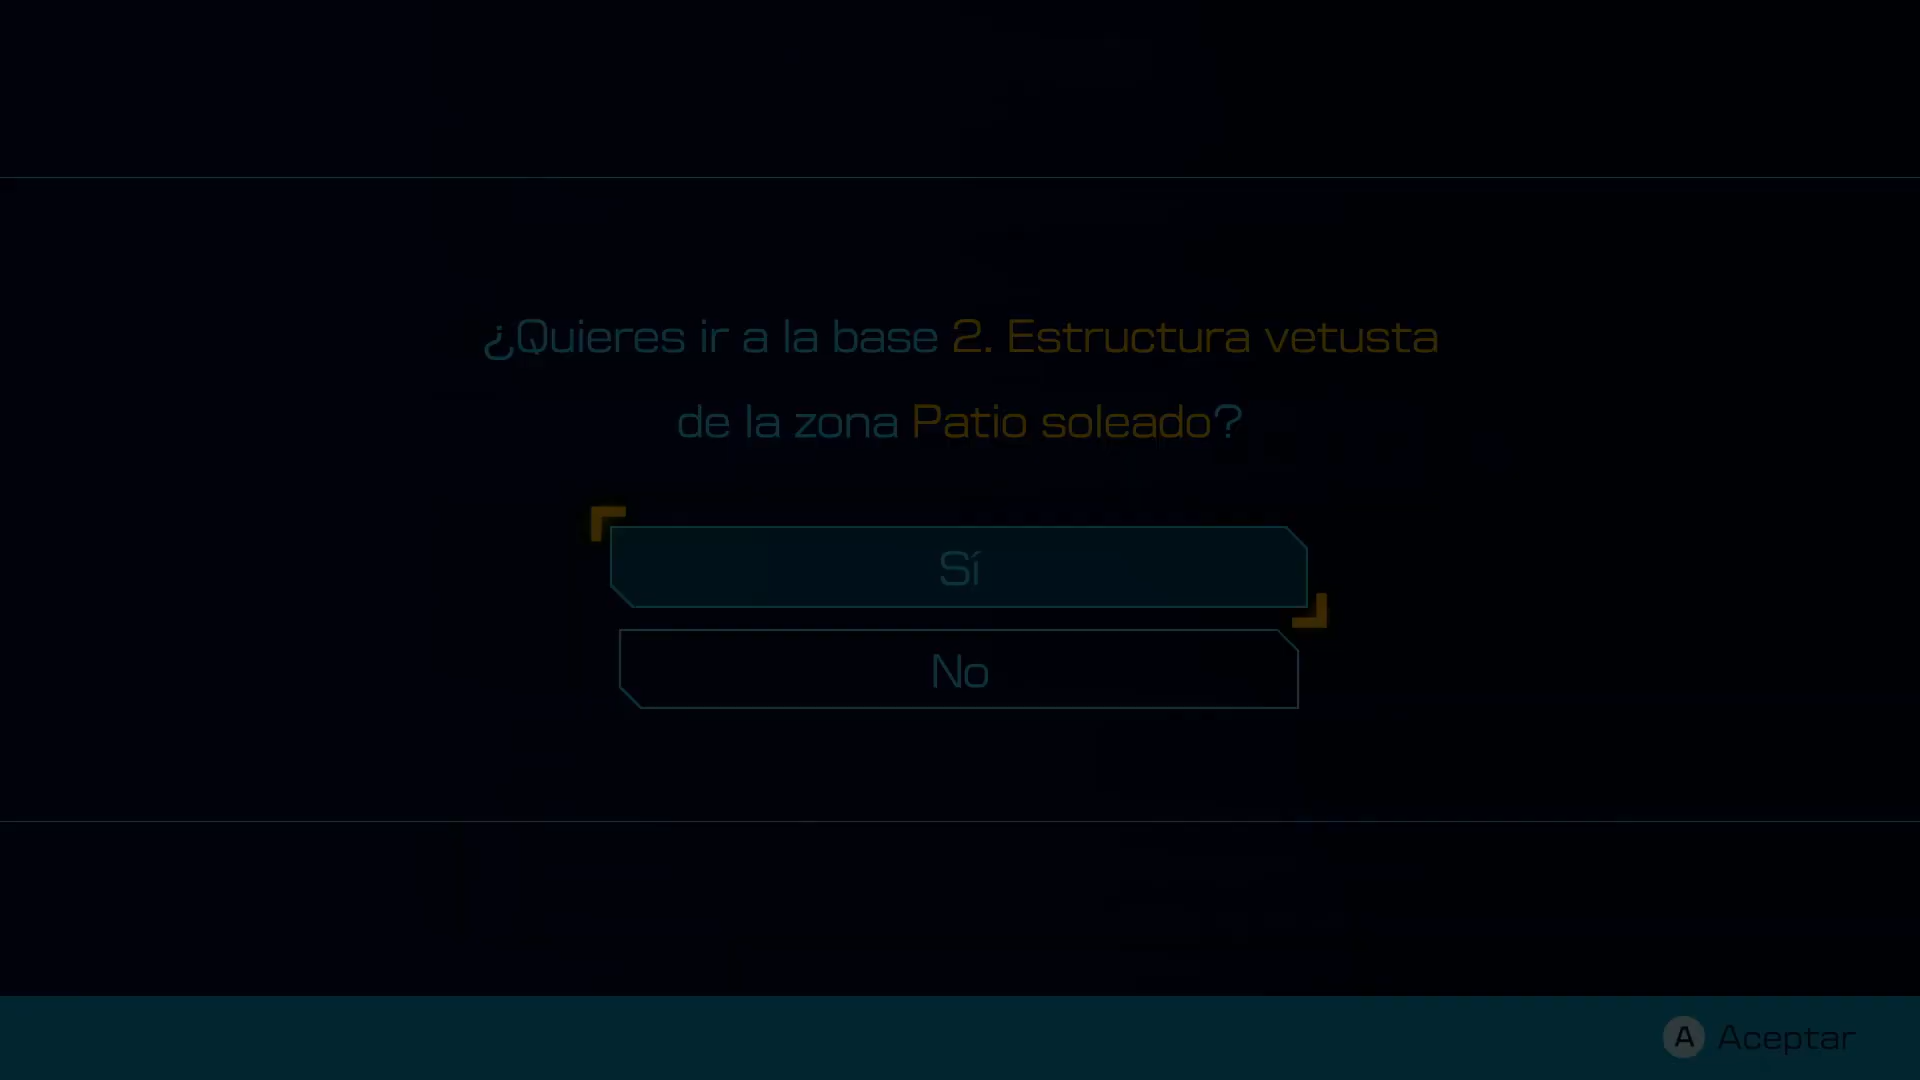 ¿Quieres ir a la base 2. Estructura vetusta
de la zona Patio soleado?
Sí
No
A Aceptar